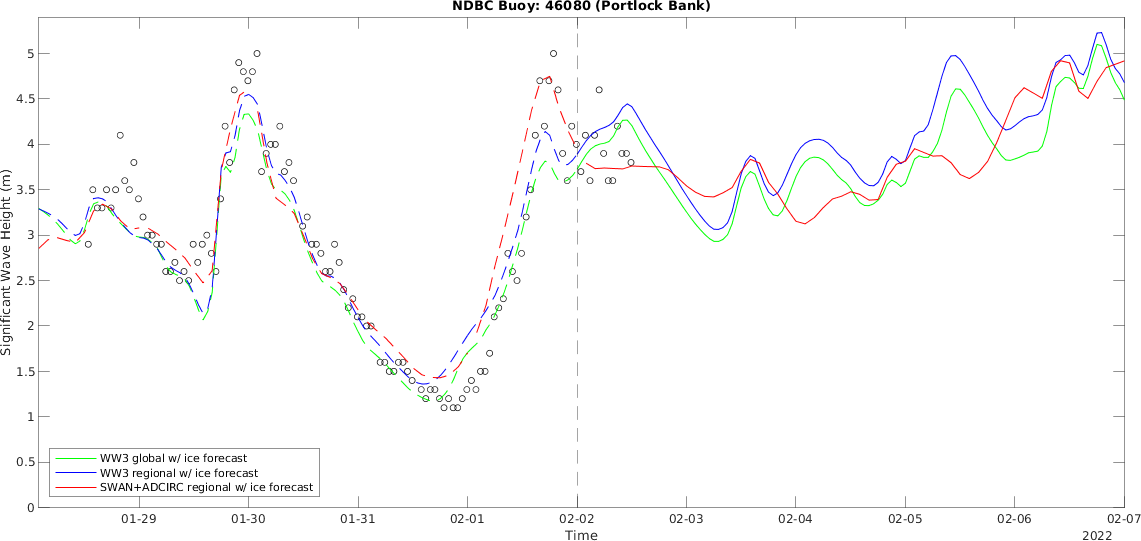 NDBC Buoy: 46080 (Portlock Bank)
Significant Wave Height (m)
5
4.5
4
3.5
3
2.5
2
1.5
1
0.5
0
WW3 global w/ ice forecast
WW3 regional w/ ice forecast
SWAN+ADCIRC regional w/ ice forecast
01-29 01-30 01-31 02-01 02-02 02-03 02-04 02-05 02-06 02-07
Time
2022